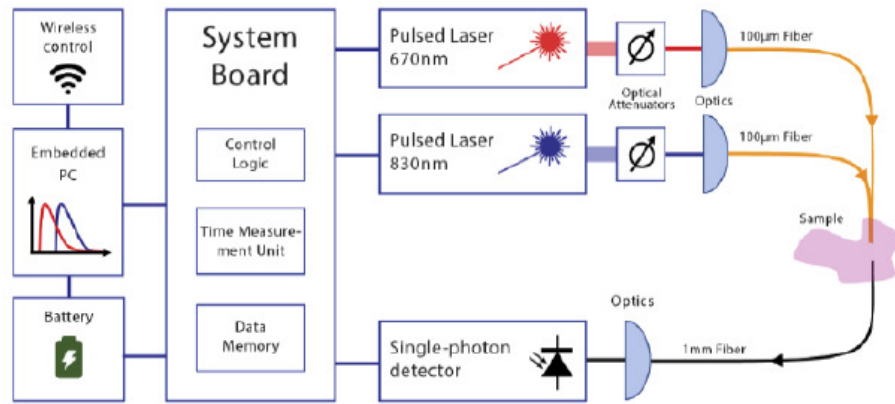 Wireless
control
Embedded
PC
Battery
System
Board
Control
Logic
Time Measure-
ment Unit
Data
Memory
Pulsed Laser
670nm
Pulsed Laser
830nm
Single-photon
detector
Optical
Attenuators
Optics
100µm Fiber
100µm Fiber
Sample
Optics
1mm Fiber